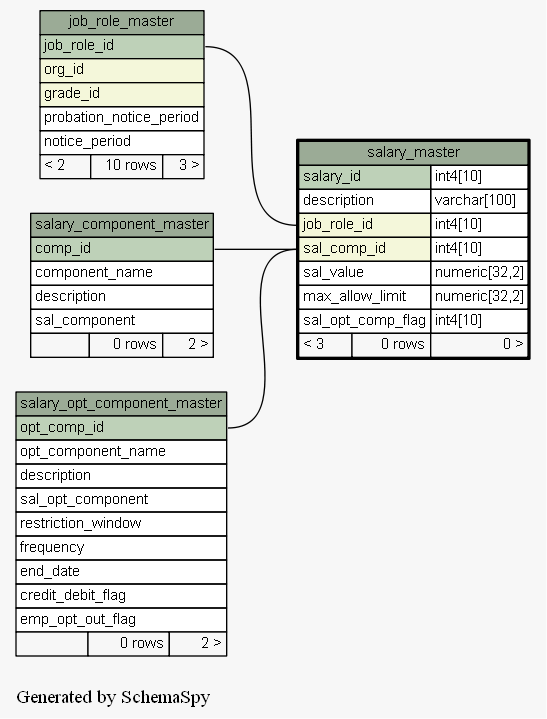 job_role_master
job_role_id
org_id
grade_id
probation_notice_period
notice_period
< 2 10 rows 3 >
salary_component_master
comp_id
component_name
description
sal_component
0 rows 2 >
salary_opt_component_master
opt_comp_id
opt_component_name
description
sal_opt_component
restriction_window
frequency
end_date
credit_debit_flag
emp_opt_out_flag
0 rows 2 >
salary_master
salary_id int4[10]
description varchar[100]
job_role_id int4[10]
sal_comp_id int4[10]
sal_value numeric[32,2]
max_allow_limit numeric[32,2]
sal_opt_comp_flag int4[10]
< 3 0 rows 0 >
Generated by SchemaSpy